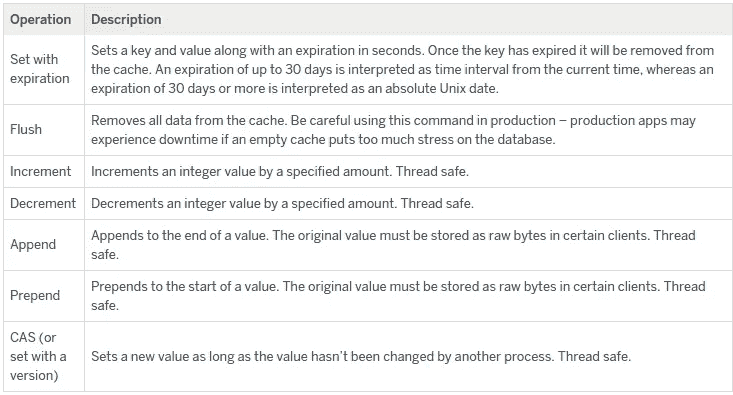 Operation Description
Set with
expiration
Sets a key and value along with an expiration in seconds. Once the key has expired it will be removed from
the cache. An expiration of up to 30 days is interpreted as time interval from the current time, whereas an
expiration of 30 days or more is interpreted as an absolute Unix date.
Flush
Removes all data from the cache. Be careful using this command in production – production apps may
experience downtime if an empty cache puts too much stress on the database.
Increment Increments an integer value by a specified amount. Thread safe.
Decrement Decrements an integer value by a specified amount. Thread safe.
Append
Appends to the end of a value. The original value must be stored as raw bytes in certain clients. Thread
safe.
Prepend
Prepends to the start of a value. The original value must be stored as raw bytes in certain clients. Thread
safe.
CAS (or
set with a
version)
Sets a new value as long as the value hasn't been changed by another process. Thread safe.